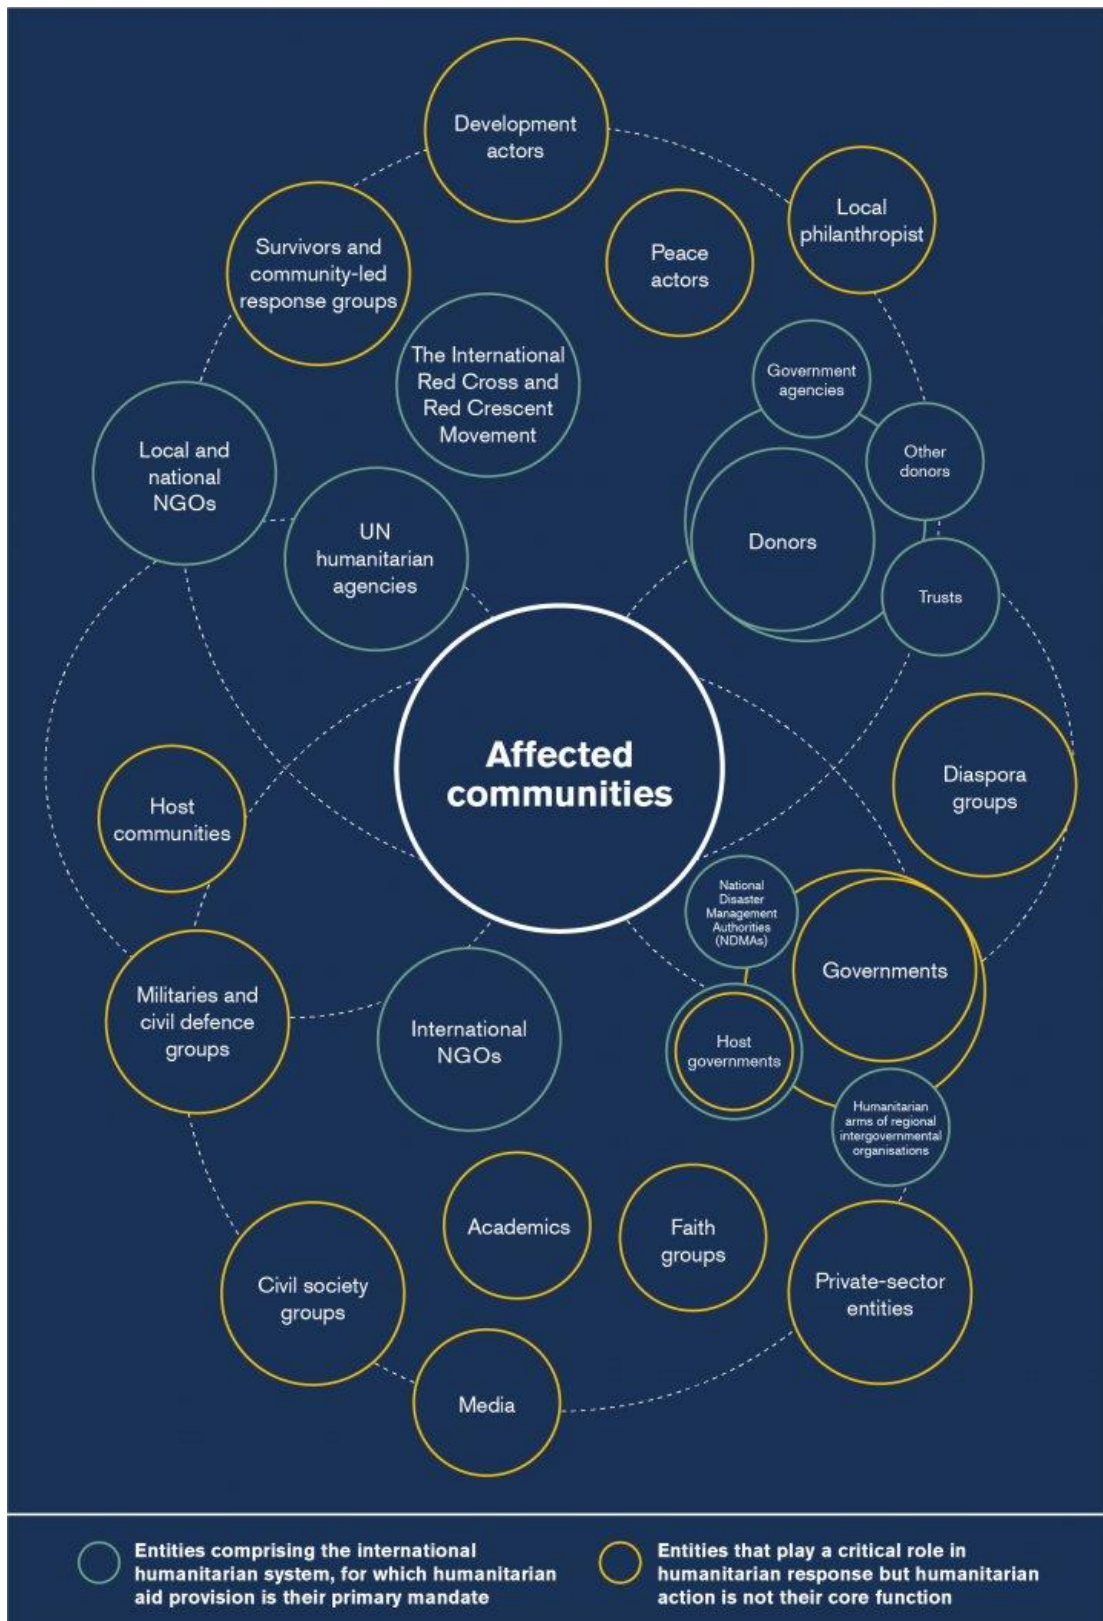 Development
actors
Local
philanthropist
Survivors and
community-led
response groups
Peace
actors
The International
Red Cross and
Red Crescent
Movement
Government
agencies
Local and
national
NGOs
Other
donors
UN
humanitarian
agencies
Donors
Trusts
Affected
communities
Diaspora
groups
Host
communities
National
Disaster
Management
Authorities
(NDMAs)
Governments
Militaries and
civil defence
groups
International
NGOs
Host
governments
Humanitarian
arms of regional
intergovernmental
organisations
Academics
Faith
groups
Civil society
groups
Private-sector
entities
Media
Entities comprising the international
humanitarian system, for which humanitarian
aid provision is their primary mandate
Entities that play a critical role in
humanitarian response but humanitarian
action is not their core function